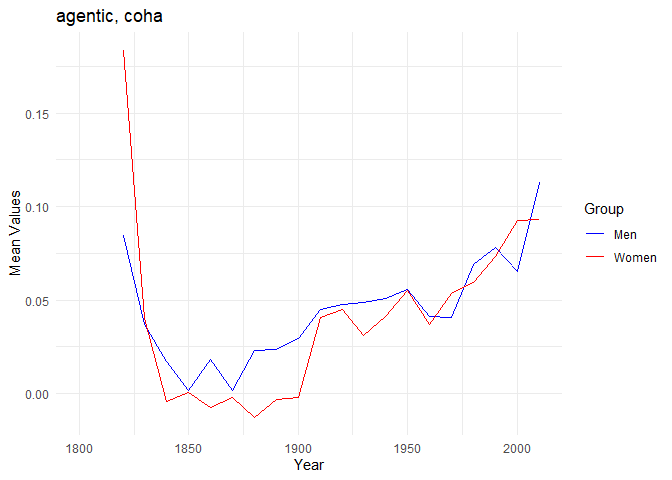 agentic, coha
Mean Values
0.15
0.10
0.05
0.00
1800
1850
1900
1950
2000
Year
Group
Men
Women